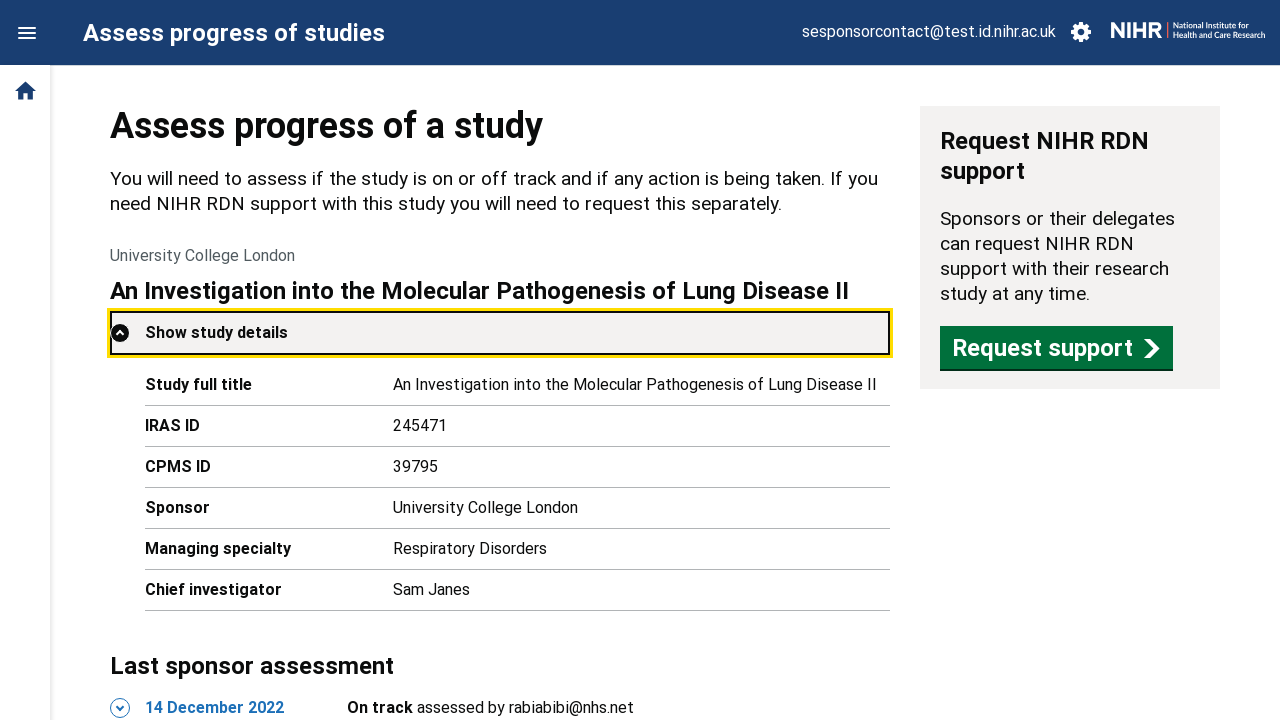 Assess progress of studies
sesponsorcontact@test.id.nihr.ac.uk
NIHR National Institute for Health and Care Research
Assess progress of a study
You will need to assess if the study is on or off track and if any action is being taken. If you
need NIHR RDN support with this study you will need to request this separately.
University College London
An Investigation into the Molecular Pathogenesis of Lung Disease II
Show study details
Study full title An Investigation into the Molecular Pathogenesis of Lung Disease II
IRAS ID 245471
CPMS ID 39795
Sponsor University College London
Managing specialty Respiratory Disorders
Chief investigator Sam Janes
Last sponsor assessment
14 December 2022 On track assessed by rabiabibi@nhs.net
Request NIHR RDN
support
Sponsors or their delegates
can request NIHR RDN
support with their research
study at any time.
Request support